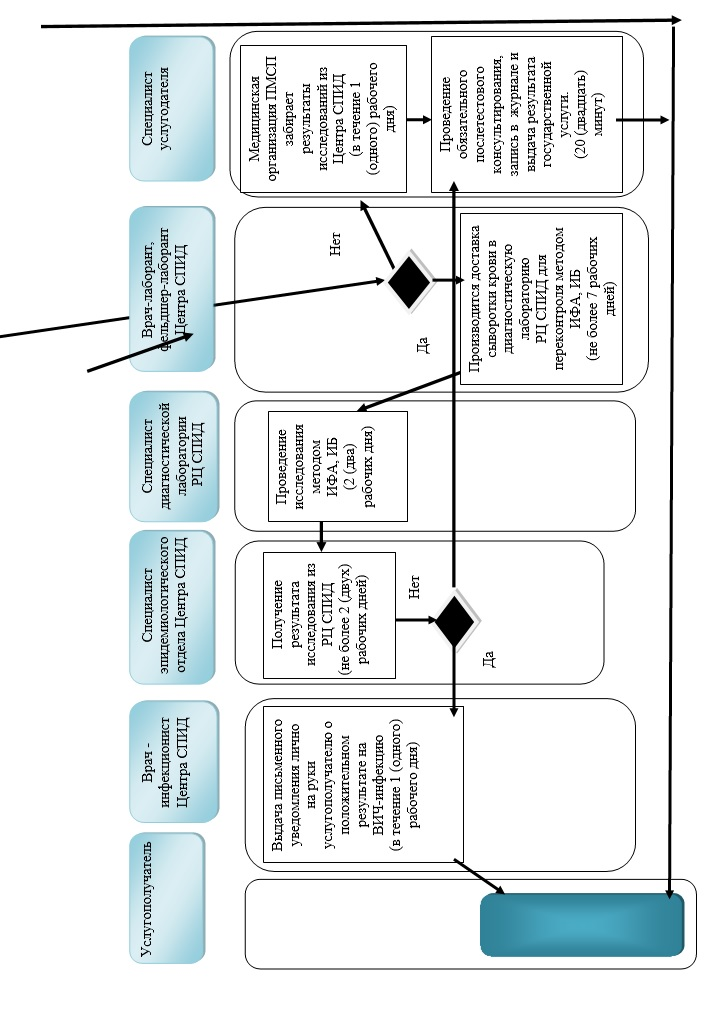 Услугополучатель
Врач -
инфекционист
Центра СПИД
Специалист
эпидемиологического
отдела Центра СПИД
Специалист
диагностической
лаборатории
РЦ СПИД
Врач-лаборант,
фельдшер-лаборант
Центра СПИД
Специалист
услугодателя
Выдача письменного
уведомления лично
на руки
услугополучателю о
положительном
результате на
ВИЧ-инфекцию
(в течение 1 (одного)
рабочего дня)
Получение
результата
исследования из
РЦ СПИД
(не более 2 (двух)
рабочих дней)
Нет
Да
Проведение
исследования
методом
ИФА, ИБ
(2 (два)
рабочих дня)
Нет
Да
Производится доставка
сыворотки крови в
диагностическую
лабораторию
РЦ СПИД для
переконтроля методом
ИФА, ИБ
(не более 7 рабочих
дней)
Медицинская
организация ПМСП
забирает
результаты
исследований из
Центра СПИД
(в течение 1
(одного) рабочего
дня)
Проведение
обязательного
послетестового
консультирования,
запись в журнале и
выдача результата
государственной
услуги.
(20 (двадцать)
минут)